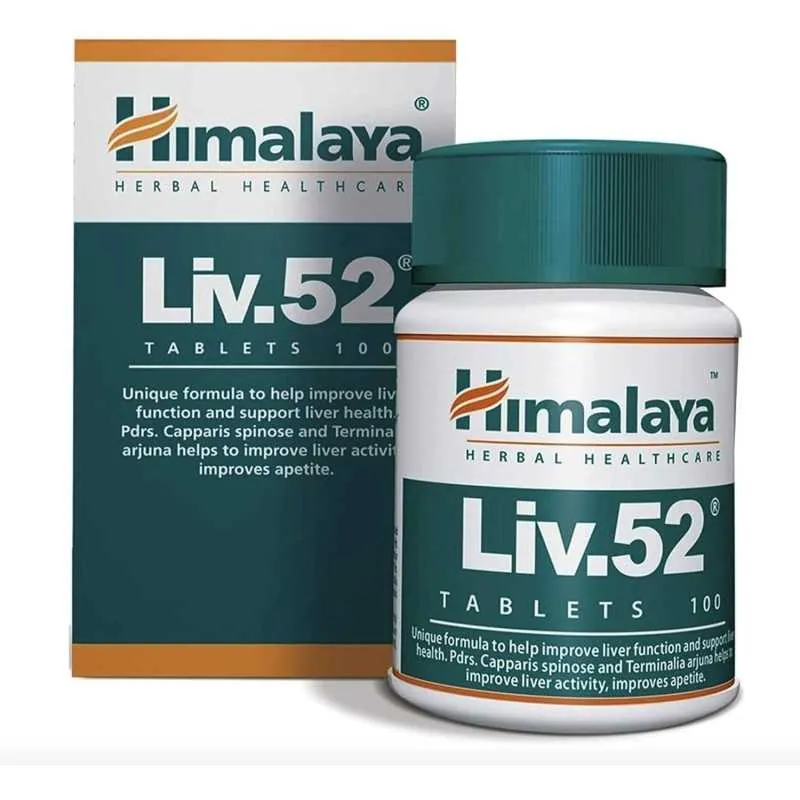 Himalaya®
HERBAL HEALTHCAR
Liv.52®
TABLETS 100
Unique formula to help improve liv
function and support liver health.
Pdrs. Capparis spinose and Termina
arjuna helps to improve liver activit
improves apetite.
Himalaya™
HERBAL HEALTHCARE
Liv.52®
TABLETS 100
Unique formula to help improve liver function and support
health. Pdrs. Capparis spinose and Terminalia arjuna helps to
improve liver activity, improves apetite.